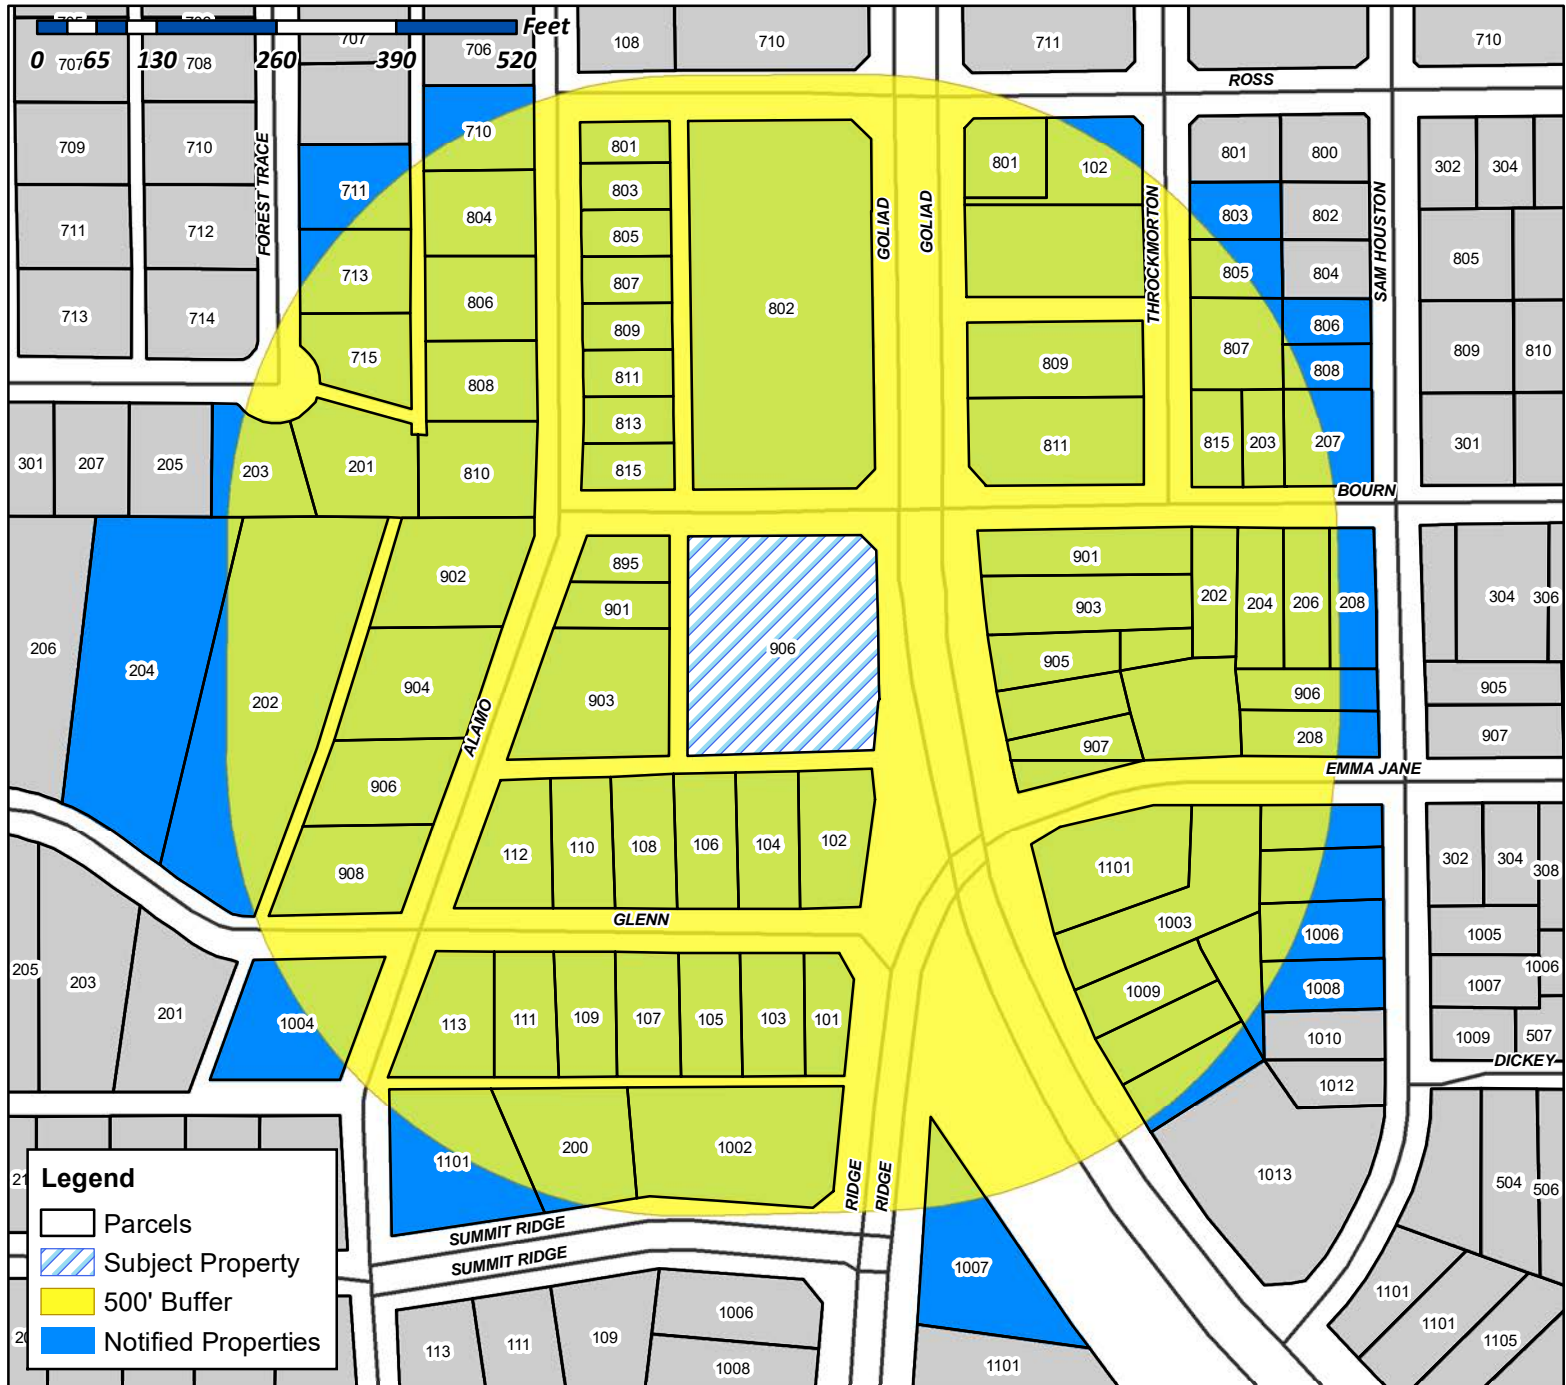 Feet
0 65 130 260 390 520
707 708 707 706 108 710 711 710
ROSS
709 710 710 801 801 102 801 800 302 304
FOREST TRACE
711 803
711 712 804 805 803 802 805
GOLIAD
GOLIAD
THROCKMORTON
SAM HOUSTON
713 714 713 806 807 802 805 804
809 809 807 806 809 810
715 808 811 808
813 811 815 203 207 301
301 207 205 203 201 810 815
BOURN
902 895 901
901 903 202 204 206 208 304 306
206 204 202 904 903 906 905 906 905
ALAMO
907 208 907
EMMA JANE
906
908 112 110 108 106 104 102 1101 302 304 308
GLENN
1003 1006 1005
205 203 201 1004 113 111 109 107 105 103 101 1009 1008 1007 1006
1010 1009 507
DICKEY
1012
1101 200 1002 1013 504 506
RIDGE
RIDGE
SUMMIT RIDGE
SUMMIT RIDGE
1007
1101
113 111 109 1006 1008 1101 1101 1105
Legend
Parcels
Subject Property
500' Buffer
Notified Properties